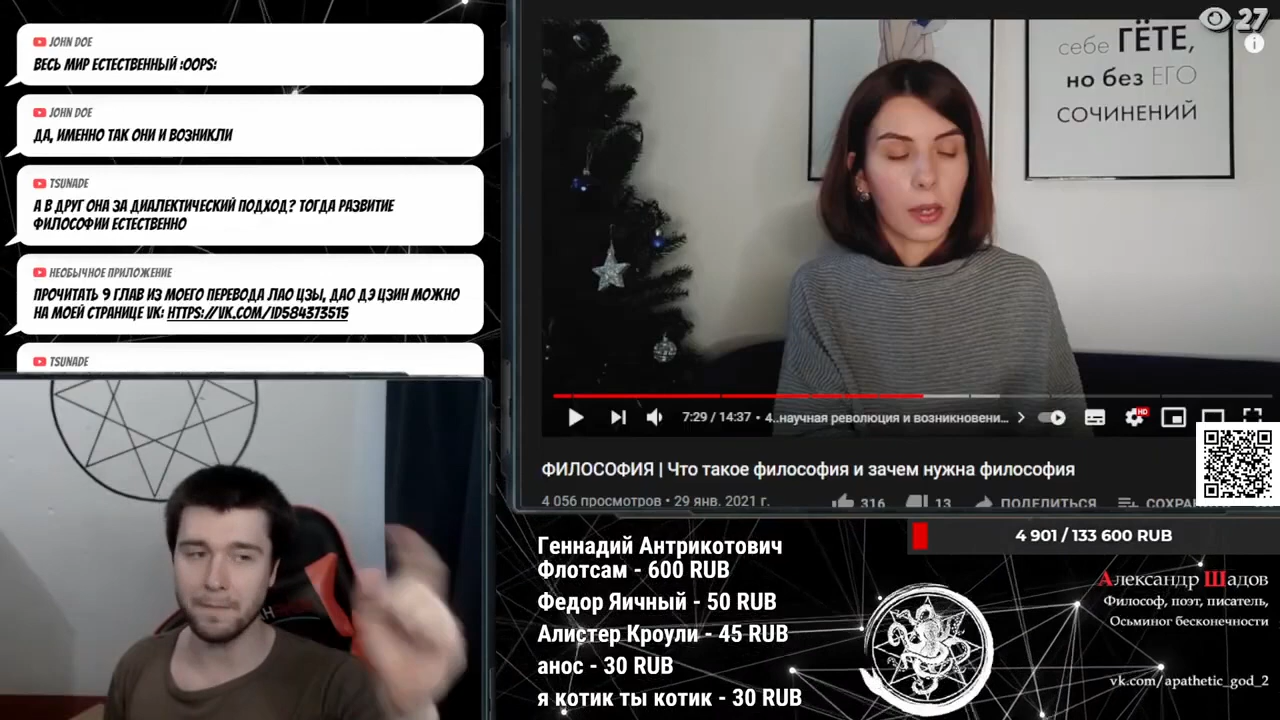 JOHN DOE
ВЕСЬ МИР ЕСТЕСТВЕННЫЙ :OOPS:
JOHN DOE
ДА, ИМЕННО ТАК ОНИ И ВОЗНИКЛИ
TSUNADE
А В ДРУГ ОНА ЗА ДИАЛЕКТИЧЕСКИЙ ПОДХОД? ТОГДА РАЗВИТИЕ
ФИЛОСОФИИ ЕСТЕСТВЕННО
НЕОБЫЧНОЕ ПРИЛОЖЕНИЕ
ПРОЧИТАТЬ 9 ГЛАВ ИЗ МОЕГО ПЕРЕВОДА ЛАО ЦЗЫ, ДАО ДЭ ЦЗИН МОЖНО
НА МОЕЙ СТРАНИЦЕ VK: HTTPS://VK.COM/ID584373515
TSUNADE
27
себе ГЁТЕ,
но без ЕГО
СОЧИНЕНИЙ
7:29 / 14:37 • 4..научная революция и возникновени...
HD
ФИЛОСОФИЯ | Что такое философия и зачем нужна философия
4 056 просмотров • 29 янв. 2021 г.
316
13
ПОДЕЛИТЬСЯ
4 901 / 133 600 RUB
Геннадий Антрикотович
Флотсам - 600 RUB
Федор Яичный - 50 RUB
Алистер Кроули - 45 RUB
анос - 30 RUB
я котик ты котик - 30 RUB
Александр Шадов
Философ, поэт, писатель,
Осьминог бесконечности
vk.com/apathetic_god_2